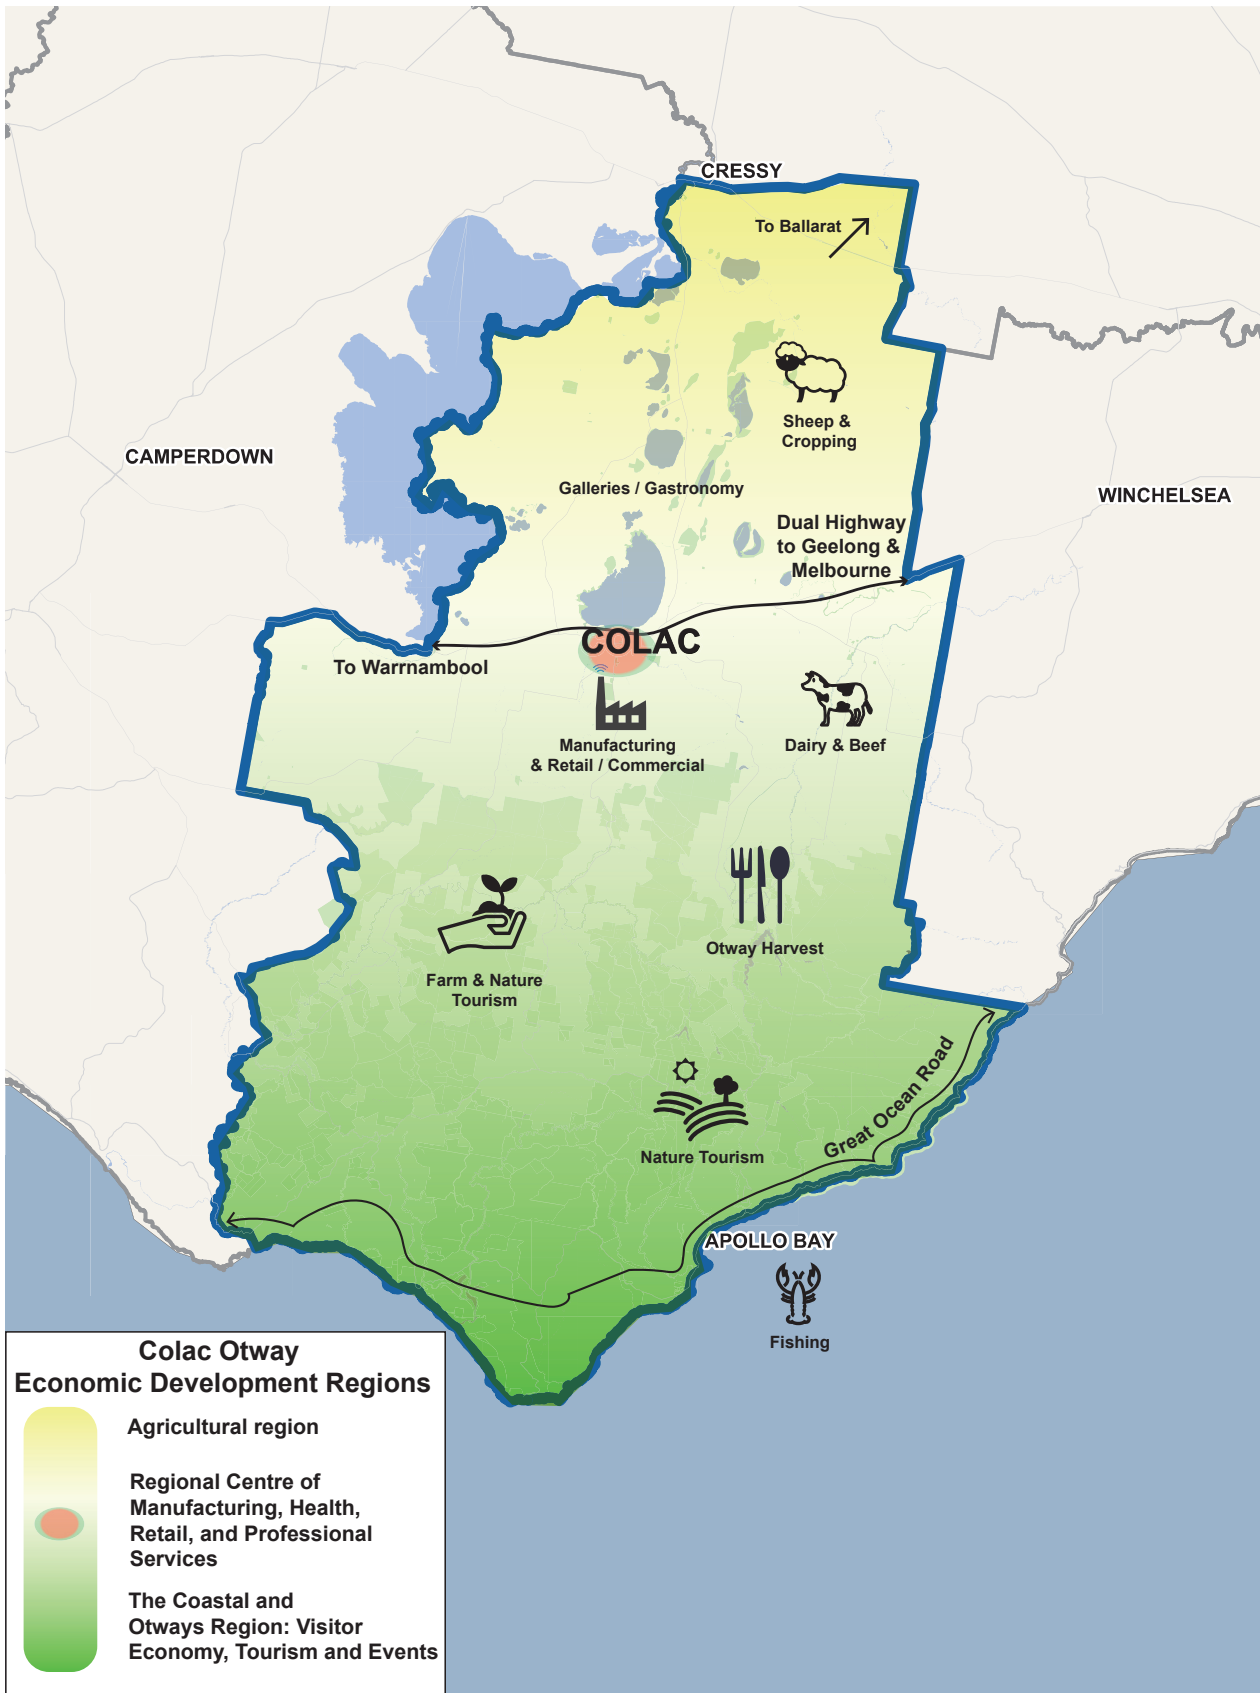 CRESSY
To Ballarat
Sheep &
Cropping
CAMPERDOWN
Galleries / Gastronomy
WINCHELSEA
Dual Highway
to Geelong &
Melbourne
COLAC
To Warrnambool
Manufacturing
& Retail / Commercial
Dairy & Beef
Otway Harvest
Farm & Nature
Tourism
Great Ocean Road
Nature Tourism
APOLLO BAY
Fishing
Colac Otway
Economic Development Regions
Agricultural region
Regional Centre of
Manufacturing, Health,
Retail, and Professional
Services
The Coastal and
Otways Region: Visitor
Economy, Tourism and Events